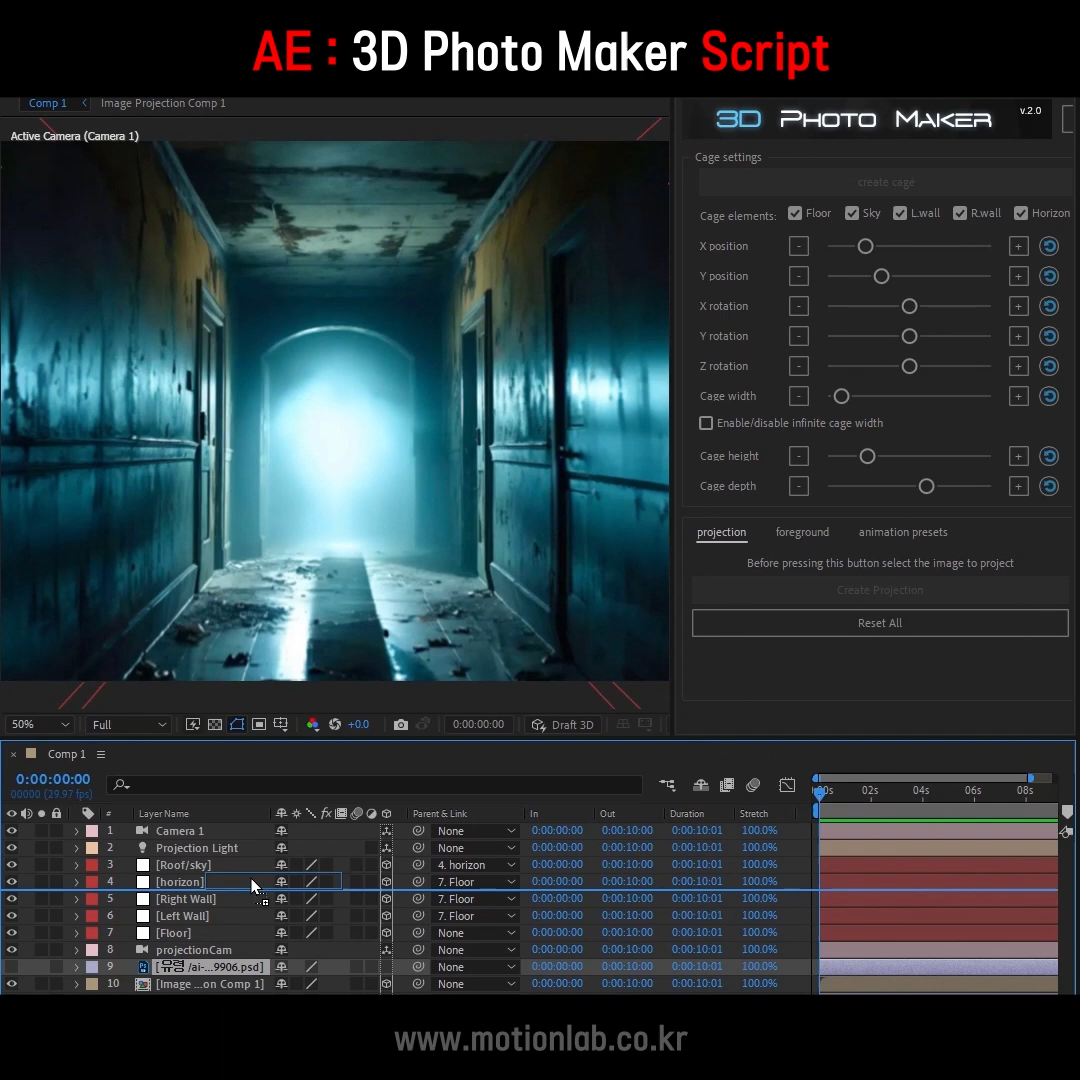 AE : 3D Photo Maker Script
Comp 1 Image Projection Comp 1
Active Camera (Camera 1)
3D PHOTO MAKER v.2.0
Cage settings
create cage
Cage elements: Floor Sky L.wall R.wall Horizon
X position - +
Y position - +
X rotation - +
Y rotation - +
Z rotation - +
Cage width - +
Enable/disable infinite cage width
Cage height - +
Cage depth - +
projection foreground animation presets
Before pressing this button select the image to project
Create Projection
Reset All
50% Full +0.0 0:00:00:00 Draft 3D
Comp 1
0:00:00:00
00000 (29.97 fps)
02s 04s 06s 08s
# Layer Name fx Parent & Link In Out Duration Stretch
1 Camera 1 None 0:00:00:00 0:00:10:00 0:00:10:01 100.0%
2 Projection Light None 0:00:00:00 0:00:10:00 0:00:10:01 100.0%
3 [Roof/sky] 4. horizon 0:00:00:00 0:00:10:00 0:00:10:01 100.0%
4 [horizon] 7. Floor 0:00:00:00 0:00:10:00 0:00:10:01 100.0%
5 [Right Wall] 7. Floor 0:00:00:00 0:00:10:00 0:00:10:01 100.0%
6 [Left Wall] 7. Floor 0:00:00:00 0:00:10:00 0:00:10:01 100.0%
7 [Floor] None 0:00:00:00 0:00:10:00 0:00:10:01 100.0%
8 projectionCam None 0:00:00:00 0:00:10:00 0:00:10:01 100.0%
9 [유령 /ai-...9906.psd] None 0:00:00:00 0:00:10:00 0:00:10:01 100.0%
10 [Image ...on Comp 1] None 0:00:00:00 0:00:10:00 0:00:10:01 100.0%
www.motionlab.co.kr